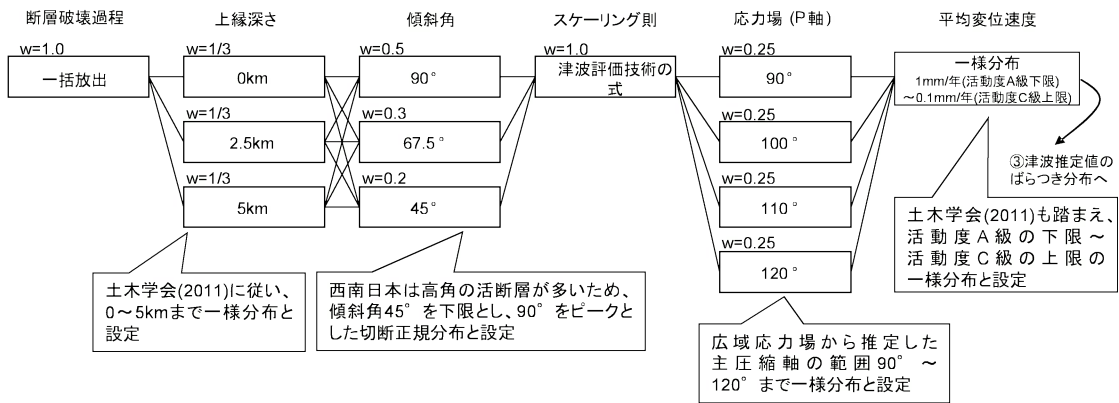 断層破壊過程
上縁深さ
傾斜角
スケーリング則
応力場 (P軸)
平均変位速度
w=1.0
一括放出
w=1/3
0km
w=1/3
2.5km
w=1/3
5km
w=0.5
90°
w=0.3
67.5°
w=0.2
45°
w=1.0
津波評価技術の
式
w=0.25
90°
w=0.25
100°
w=0.25
110°
w=0.25
120°
一様分布
1mm/年(活動度A級下限)
～0.1mm/年(活動度C級上限)
③津波推定値の
ばらつき分布へ
土木学会(2011)に従い、
0～5kmまで一様分布と
設定
西南日本は高角の活断層が多いため、
傾斜角45°を下限とし、90°をピークと
した切断正規分布と設定
広域応力場から推定した
主圧縮軸の範囲90°～
120°まで一様分布と設定
土木学会(2011)も踏まえ、
活動度A級の下限～
活動度C級の上限の
一様分布と設定